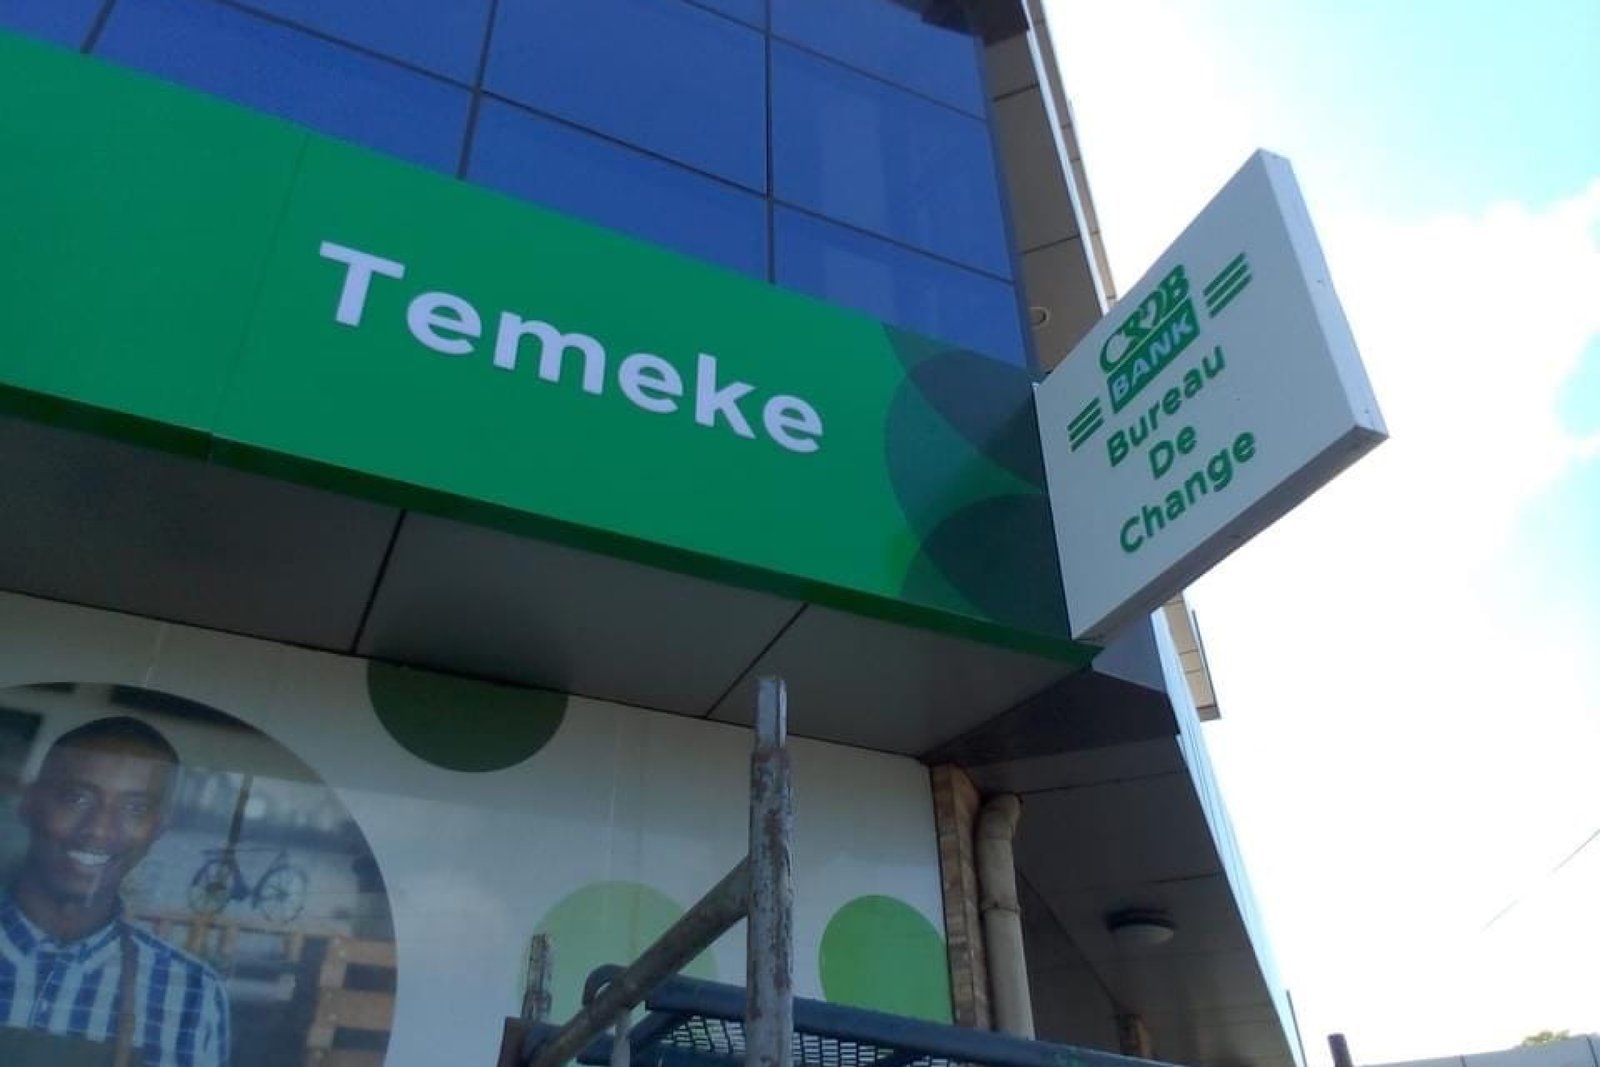 Temeke
CRDB
BANK
Bureau
De
Change